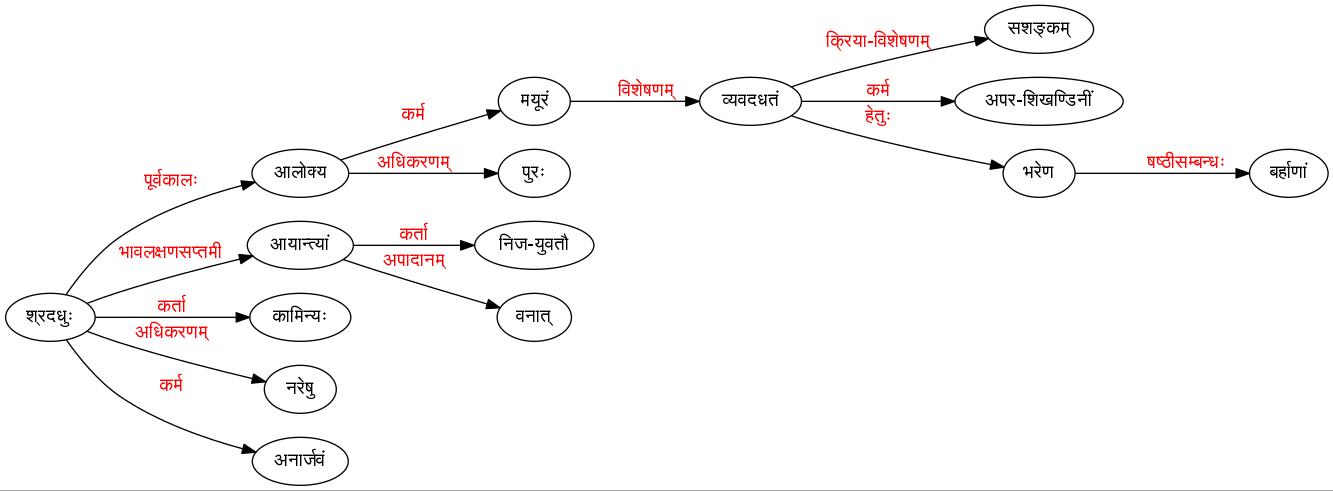 सशङ्कम्
क्रिया-विशेषणम्
मयूरं
विशेषणम्
व्यवदधतं
कर्म
अपर-शिखण्डिनीं
कर्म
हेतुः
आलोक्य
अधिकरणम्
पुरः
भरेण
षष्ठीसम्बन्धः
बर्हाणां
पूर्वकालः
भावलक्षणसप्तमी
आयान्त्यां
कर्ता
निज-युवतौ
अपादानम्
श्रदधुः
कर्ता
कामिन्यः
वनात्
अधिकरणम्
नरेषु
कर्म
अनार्जवं